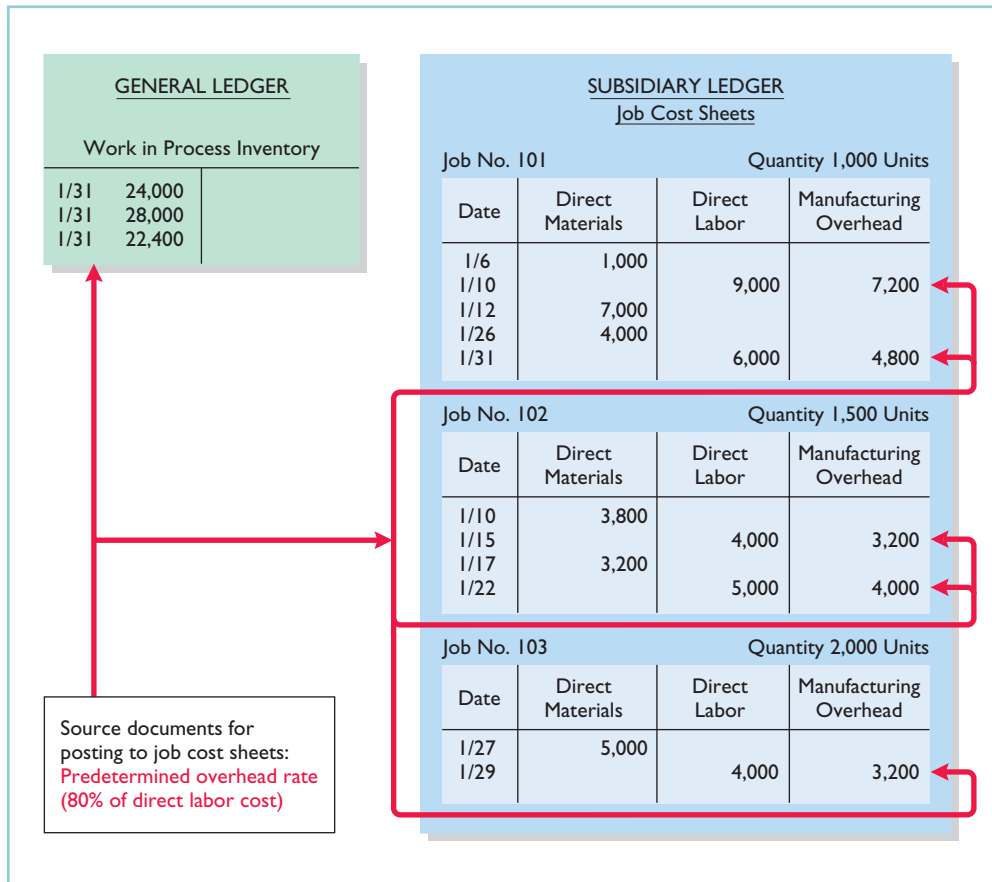 GENERAL LEDGER
Work in Process Inventory
1/31 24,000
1/31 28,000
1/31 22,400
SUBSIDIARY LEDGER
Job Cost Sheets
Job No. 101 Quantity 1,000 Units
Date Direct Materials Direct Labor Manufacturing Overhead
1/6 1,000
1/10 9,000 7,200
1/12 7,000
1/26 4,000
1/31 6,000 4,800
Job No. 102 Quantity 1,500 Units
Date Direct Materials Direct Labor Manufacturing Overhead
1/10 3,800
1/15 4,000 3,200
1/17 3,200
1/22 5,000 4,000
Job No. 103 Quantity 2,000 Units
Date Direct Materials Direct Labor Manufacturing Overhead
1/27 5,000
1/29 4,000 3,200
Source documents for
posting to job cost sheets:
Predetermined overhead rate
(80% of direct labor cost)